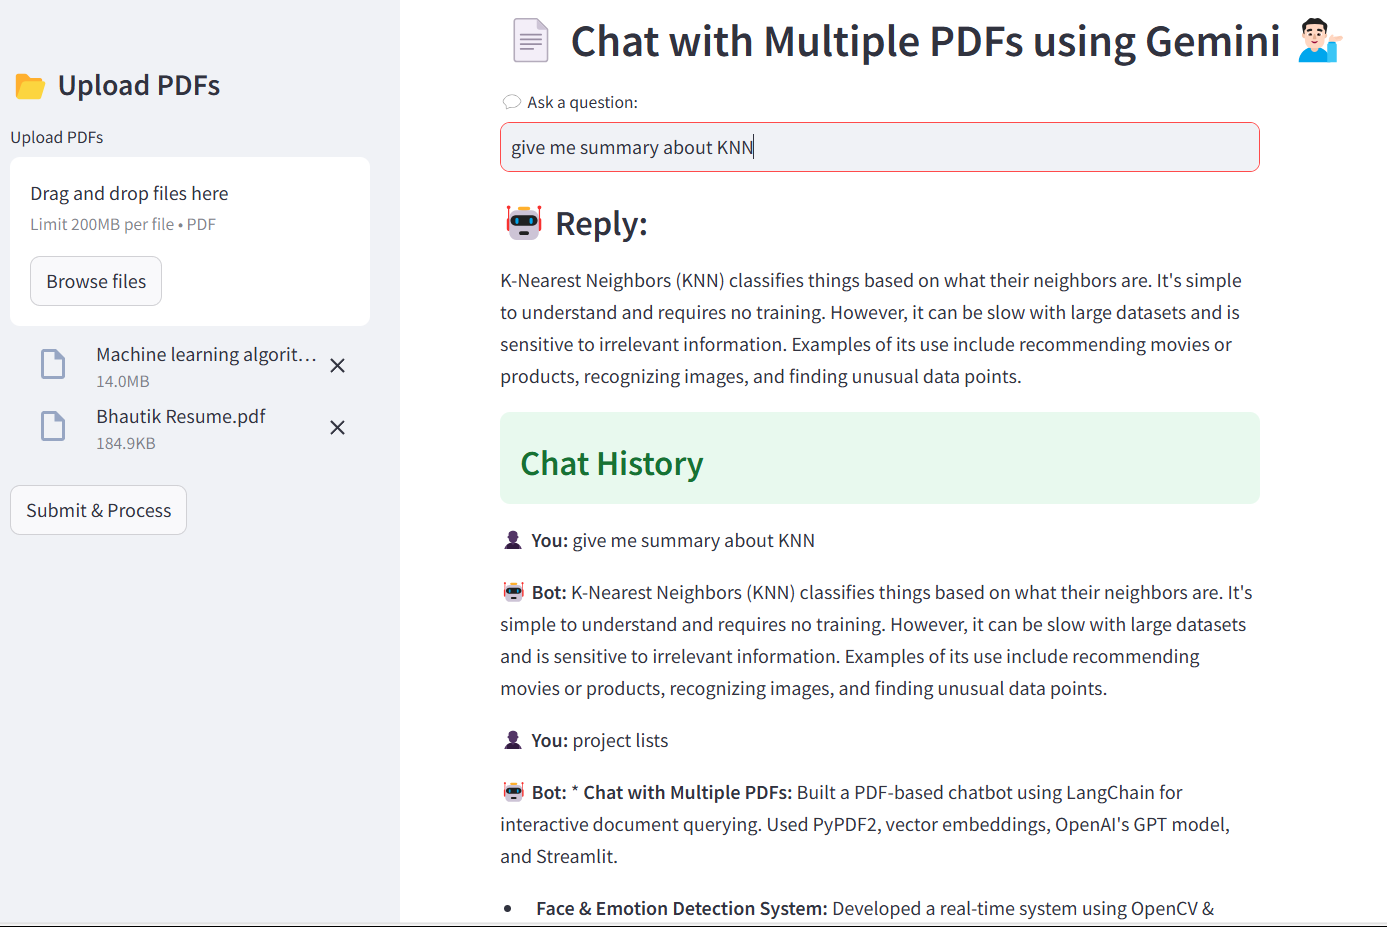 Upload PDFs
Upload PDFs
Drag and drop files here
Limit 200MB per file • PDF
Browse files
Machine learning algorit...
14.0MB
Bhautik Resume.pdf
184.9KB
Submit & Process
Chat with Multiple PDFs using Gemini
Ask a question:
give me summary about KNN
Reply:
K-Nearest Neighbors (KNN) classifies things based on what their neighbors are. It's simple
to understand and requires no training. However, it can be slow with large datasets and is
sensitive to irrelevant information. Examples of its use include recommending movies or
products, recognizing images, and finding unusual data points.
Chat History
You: give me summary about KNN
Bot: K-Nearest Neighbors (KNN) classifies things based on what their neighbors are. It's
simple to understand and requires no training. However, it can be slow with large datasets
and is sensitive to irrelevant information. Examples of its use include recommending
movies or products, recognizing images, and finding unusual data points.
You: project lists
Bot: * Chat with Multiple PDFs: Built a PDF-based chatbot using LangChain for
interactive document querying. Used PyPDF2, vector embeddings, OpenAI's GPT model,
and Streamlit.
• Face & Emotion Detection System: Developed a real-time system using OpenCV &